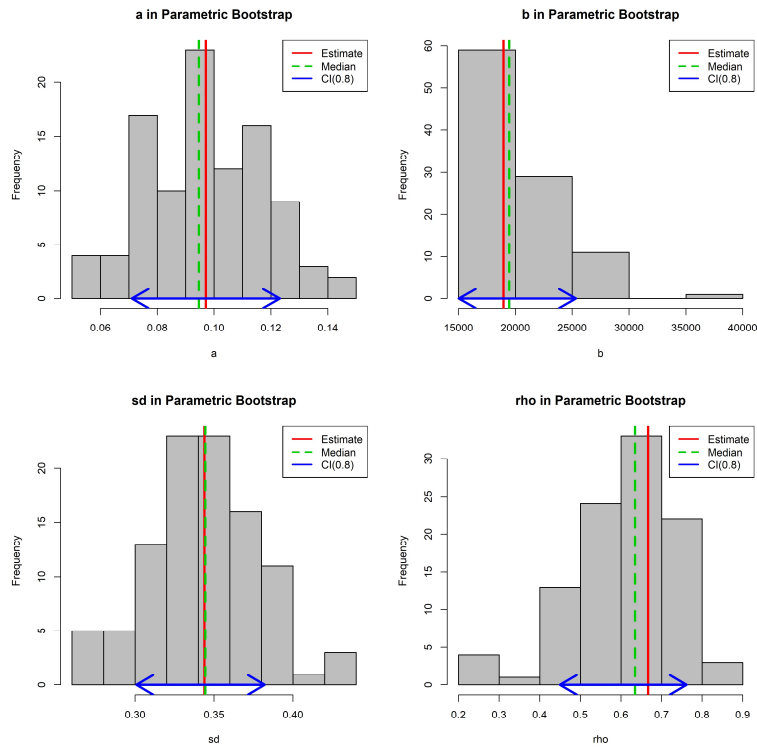 a in Parametric Bootstrap
Estimate
Median
CI(0.8)
Frequency
0
5
10
15
20
0.06
0.08
0.10
0.12
0.14
a
b in Parametric Bootstrap
Estimate
Median
CI(0.8)
Frequency
0
10
20
30
40
50
60
15000
20000
25000
30000
35000
40000
b
sd in Parametric Bootstrap
Estimate
Median
CI(0.8)
Frequency
0
5
10
15
20
0.30
0.35
0.40
sd
rho in Parametric Bootstrap
Estimate
Median
CI(0.8)
Frequency
0
5
10
15
20
25
30
0.2
0.3
0.4
0.5
0.6
0.7
0.8
0.9
rho